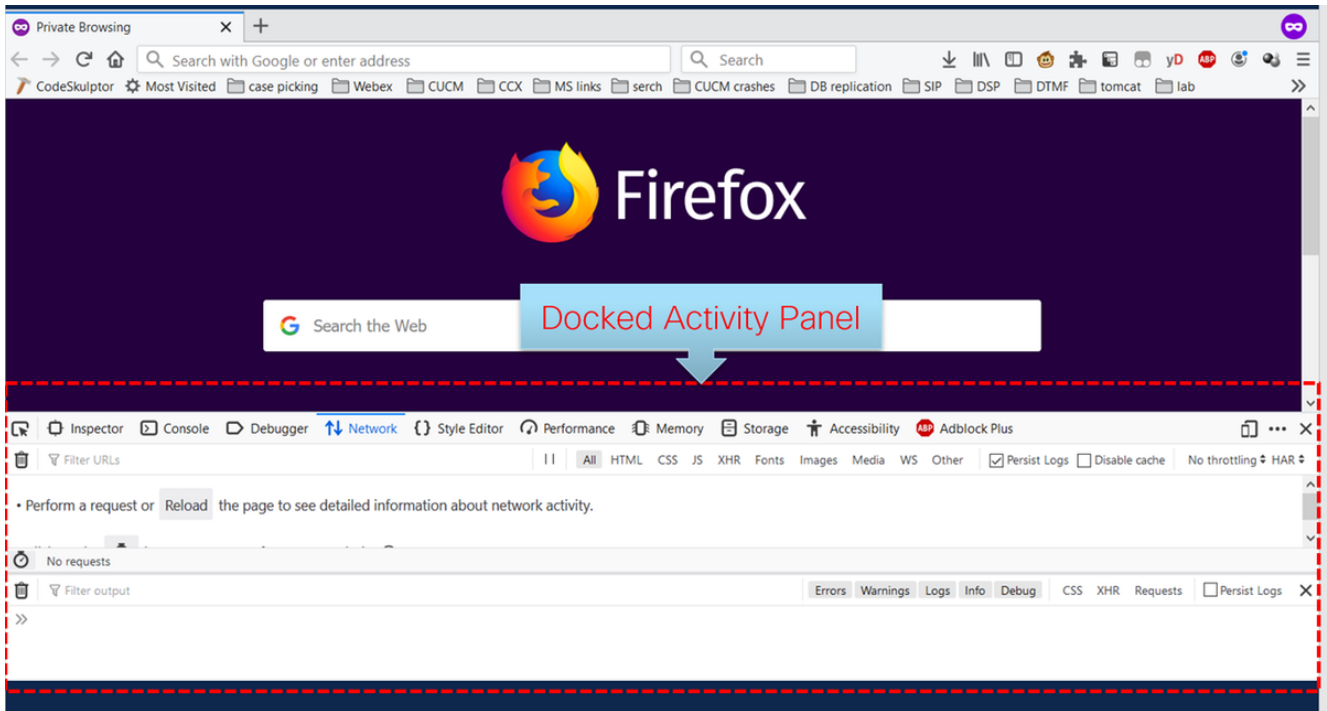 Private Browsing
Search with Google or enter address Search yD ABP
CodeSkulptor Most Visited case picking Webex CUCM CCX MS links serch CUCM crashes DB replication SIP DSP DTMF tomcat lab
Firefox
G Search the Web
Docked Activity Panel
Inspector Console Debugger Network {} Style Editor Performance Memory Storage Accessibility ABP Adblock Plus
Filter URLs All HTML CSS JS XHR Fonts Images Media WS Other Persist Logs Disable cache No throttling HAR
• Perform a request or Reload the page to see detailed information about network activity.
No requests
Filter output Errors Warnings Logs Info Debug CSS XHR Requests Persist Logs